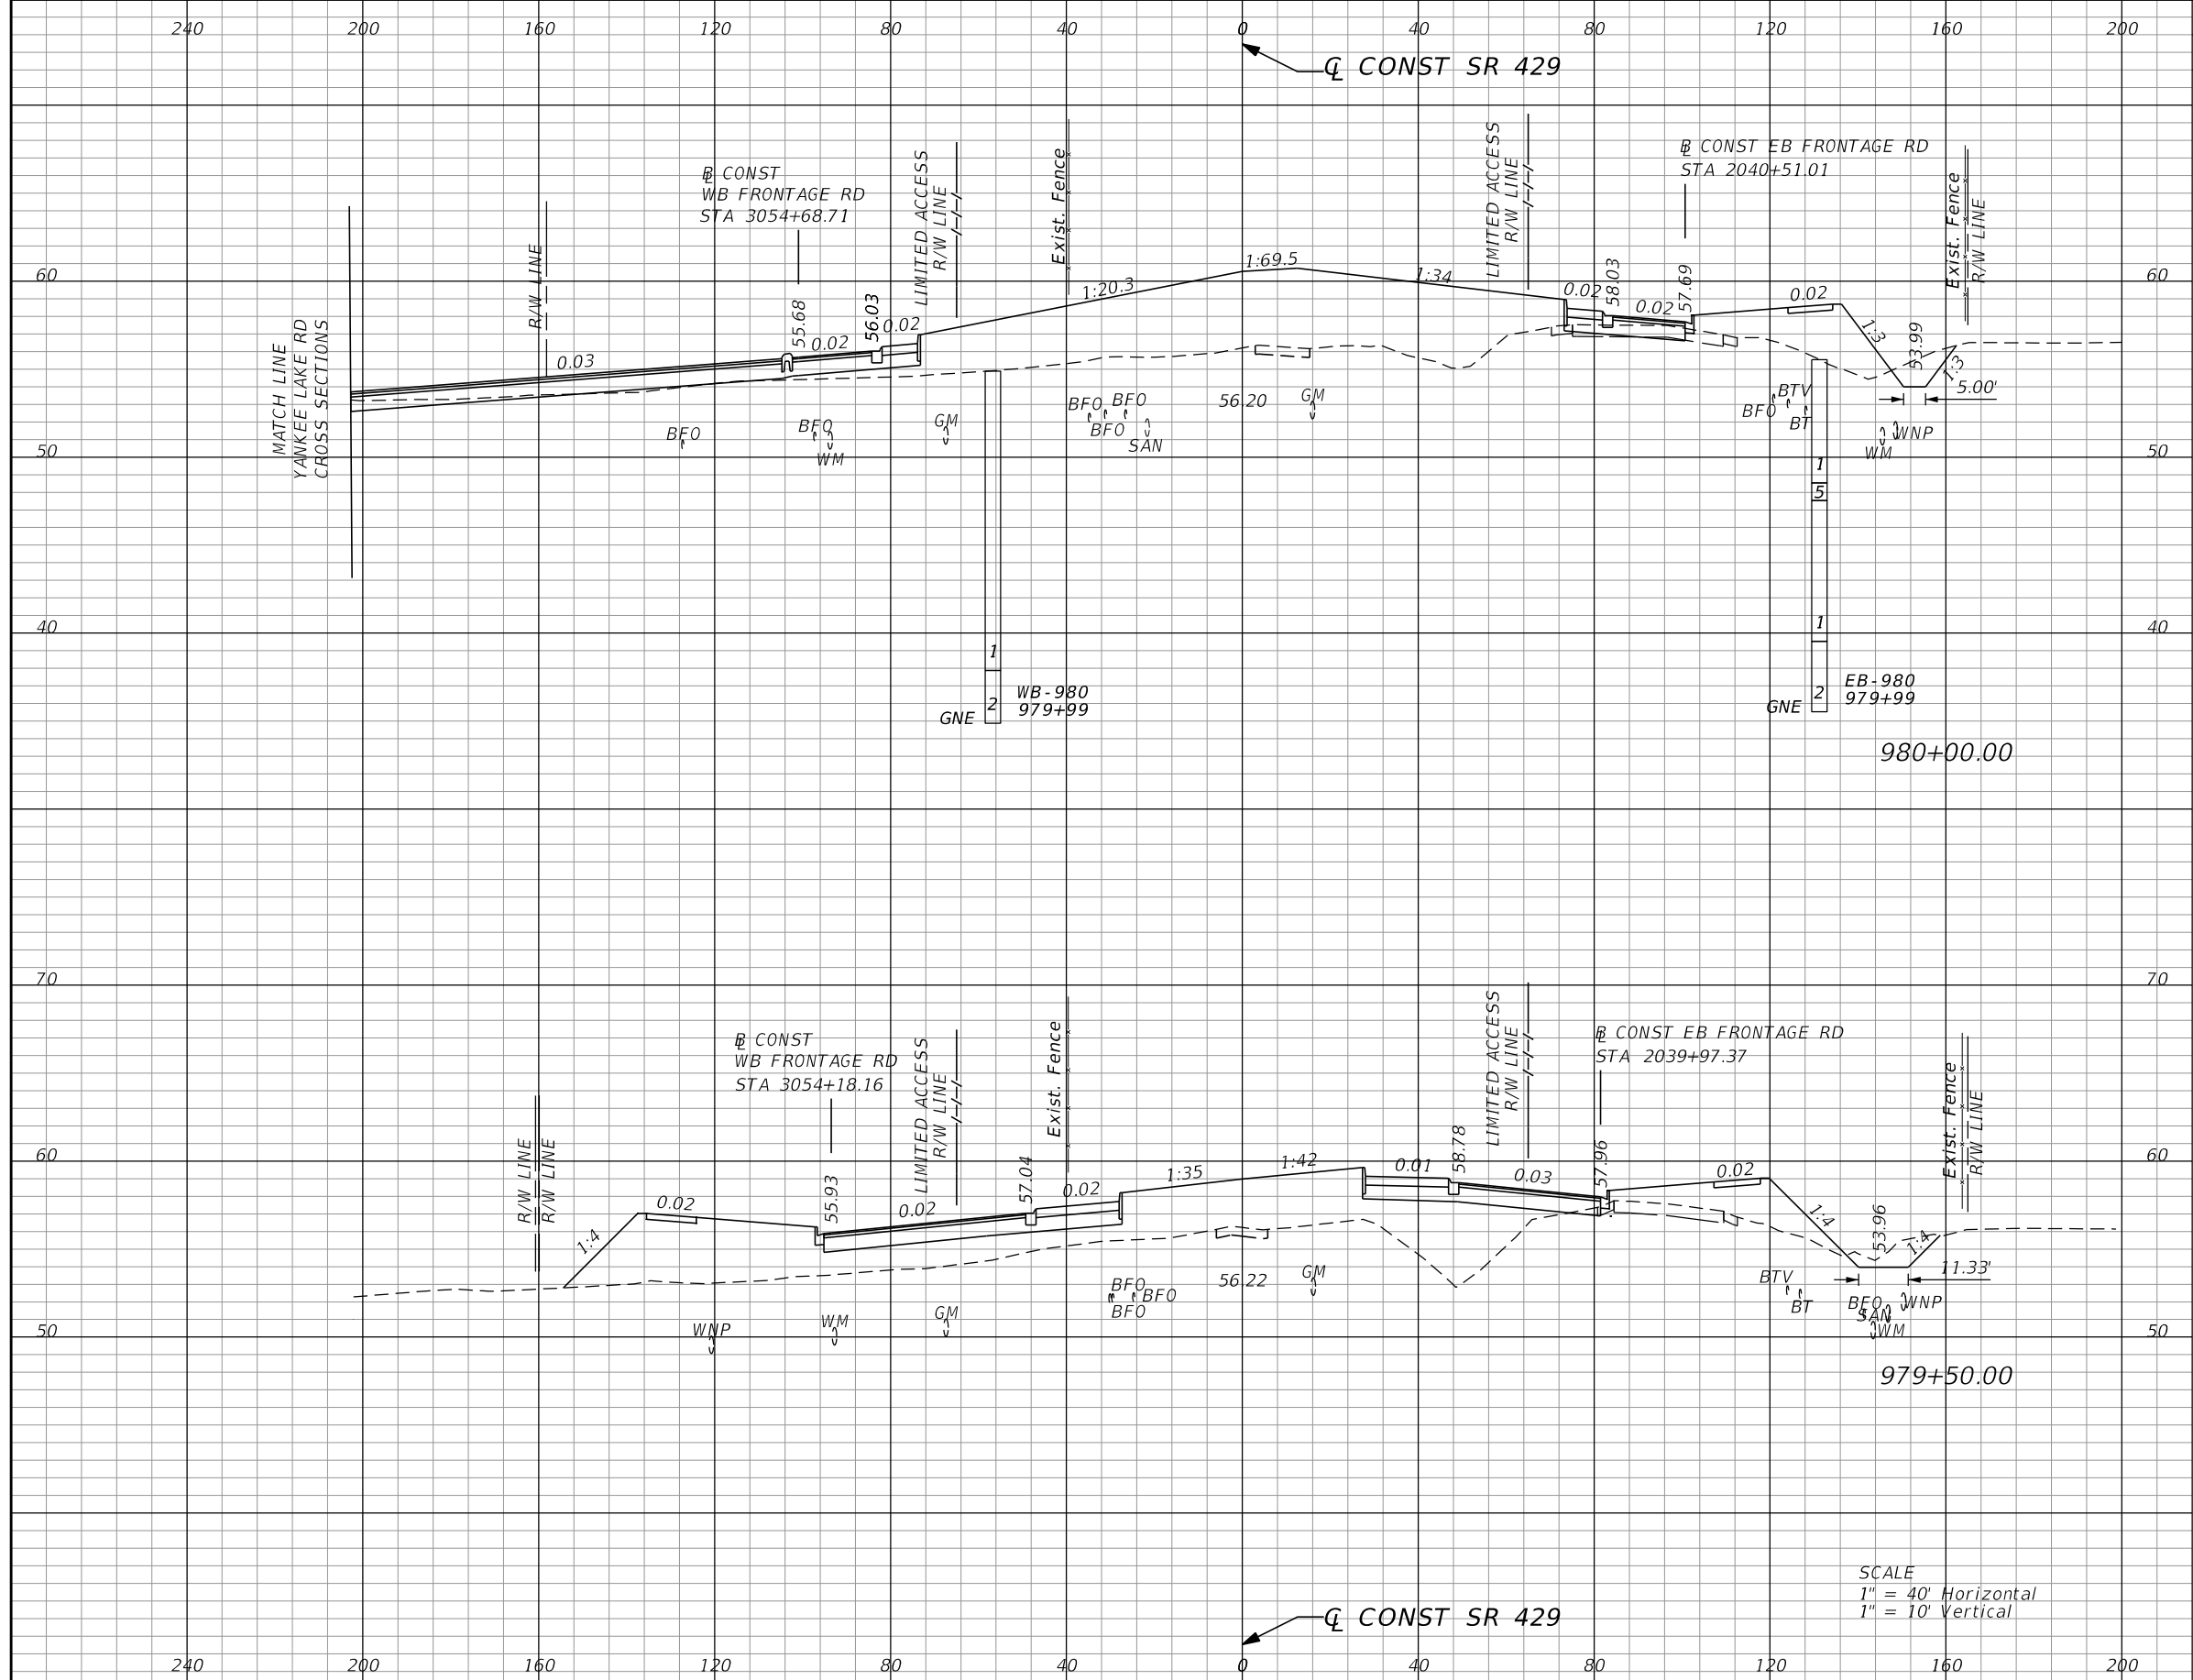 240 200 160 120 80 40 0 40 80 120 160 200
℄ CONST SR 429
℄ CONST EB FRONTAGE RD
STA 2040+51.01
℄ CONST
WB FRONTAGE RD
STA 3054+68.71
MATCH LINE
YANKEE LAKE RD
CROSS SECTIONS
R/W LINE
LIMITED ACCESS
R/W LINE
Exist. Fence
LIMITED ACCESS
R/W LINE
Exist. Fence
R/W LINE
60 60
0.03
55.68
0.02
56.03
0.02
1:20.3
1:69.5
1:34
0.02
58.03
0.02
57.69
0.02
1:3
53.99
1:3
5.00'
56.20
BFO
BFO
WM
GM
BFO
BFO
BFO
SAN
GM
BTV
BFO
BT
WNP
WM
50 50
1
5
40 40
1
1
2
2
WB-980
979+99
GNE
EB-980
979+99
GNE
980+00.00
70 70
℄ CONST
WB FRONTAGE RD
STA 3054+18.16
℄ CONST EB FRONTAGE RD
STA 2039+97.37
R/W LINE
R/W LINE
LIMITED ACCESS
R/W LINE
Exist. Fence
LIMITED ACCESS
R/W LINE
Exist. Fence
R/W LINE
60 60
1:4
0.02
55.93
0.02
57.04
0.02
1:35
1:42
0.01
58.78
0.03
57.96
0.02
1:4
53.96
1:4
11.33'
56.22
WNP
WM
GM
BFO
BFO
BFO
GM
BTV
BT
BFO
SAN
WNP
WM
50 50
979+50.00
SCALE
1" = 40' Horizontal
1" = 10' Vertical
℄ CONST SR 429
240 200 160 120 80 40 0 40 80 120 160 200